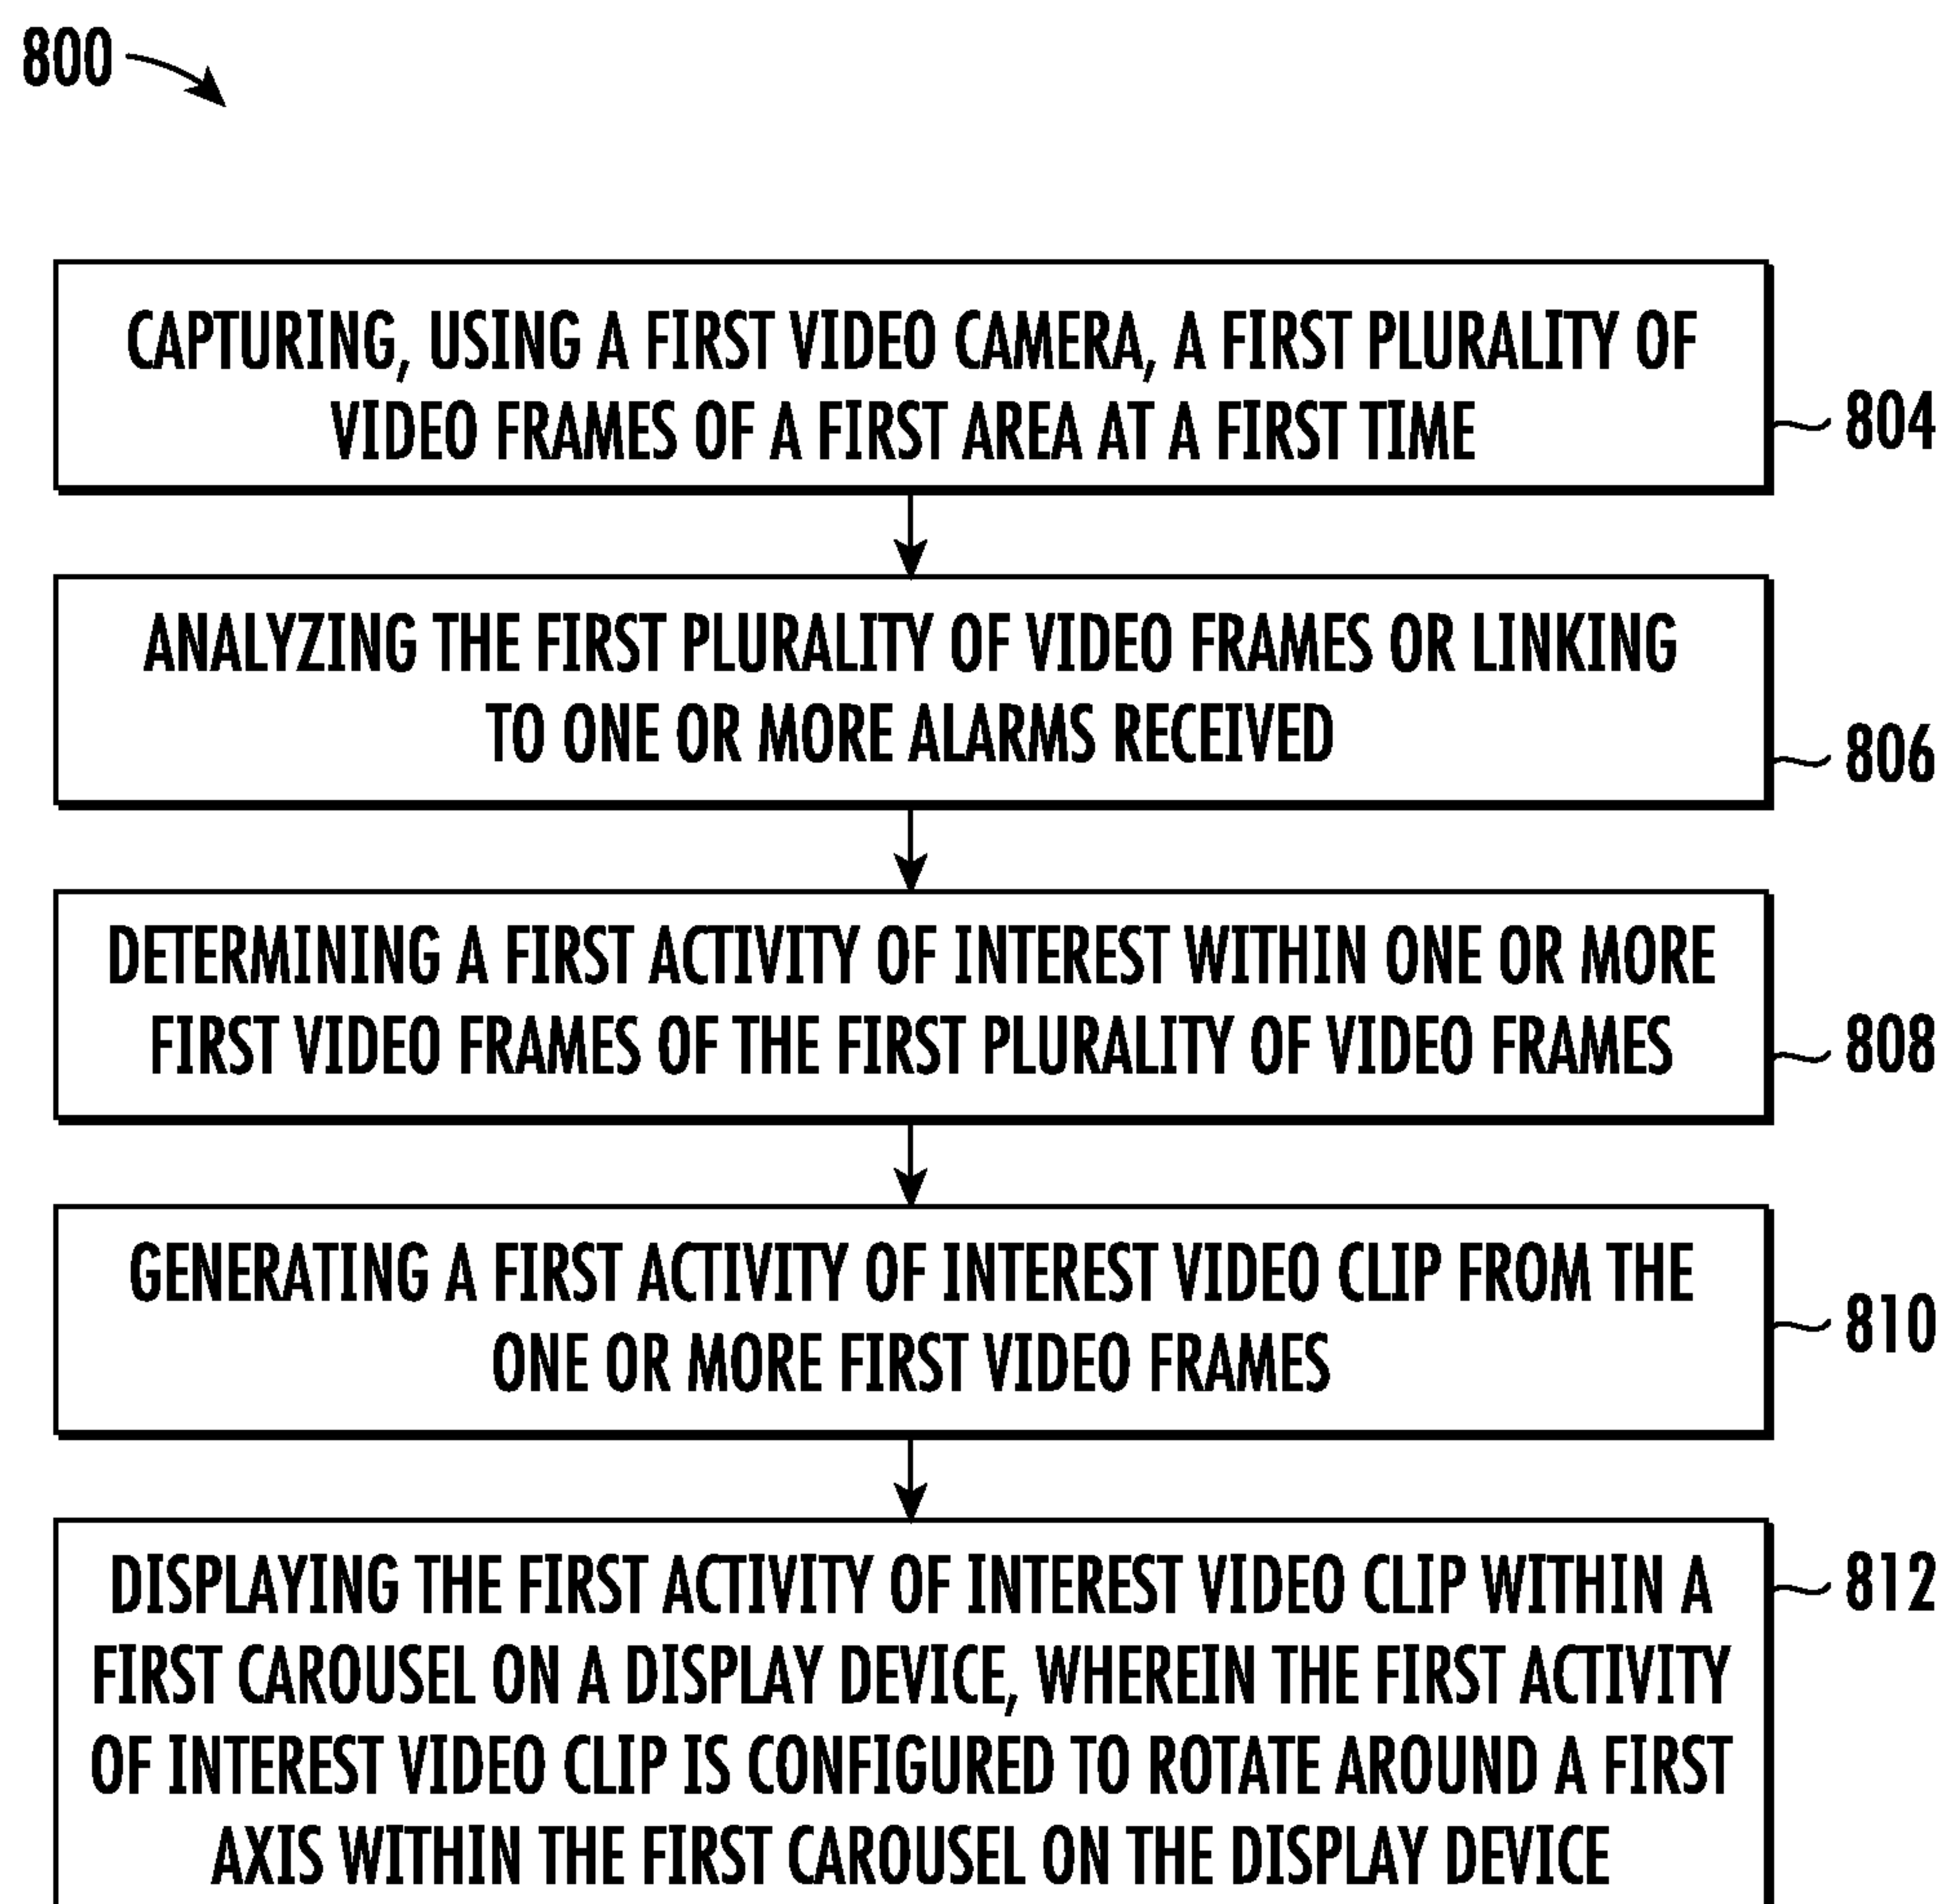 800
CAPTURING, USING A FIRST VIDEO CAMERA, A FIRST PLURALITY OF
VIDEO FRAMES OF A FIRST AREA AT A FIRST TIME
804
ANALYZING THE FIRST PLURALITY OF VIDEO FRAMES OR LINKING
TO ONE OR MORE ALARMS RECEIVED
806
DETERMINING A FIRST ACTIVITY OF INTEREST WITHIN ONE OR MORE
FIRST VIDEO FRAMES OF THE FIRST PLURALITY OF VIDEO FRAMES
808
GENERATING A FIRST ACTIVITY OF INTEREST VIDEO CLIP FROM THE
ONE OR MORE FIRST VIDEO FRAMES
810
DISPLAYING THE FIRST ACTIVITY OF INTEREST VIDEO CLIP WITHIN A
812
FIRST CAROUSEL ON A DISPLAY DEVICE, WHEREIN THE FIRST ACTIVITY
OF INTEREST VIDEO CLIP IS CONFIGURED TO ROTATE AROUND A FIRST
AXIS WITHIN THE FIRST CAROUSEL ON THE DISPLAY DEVICE